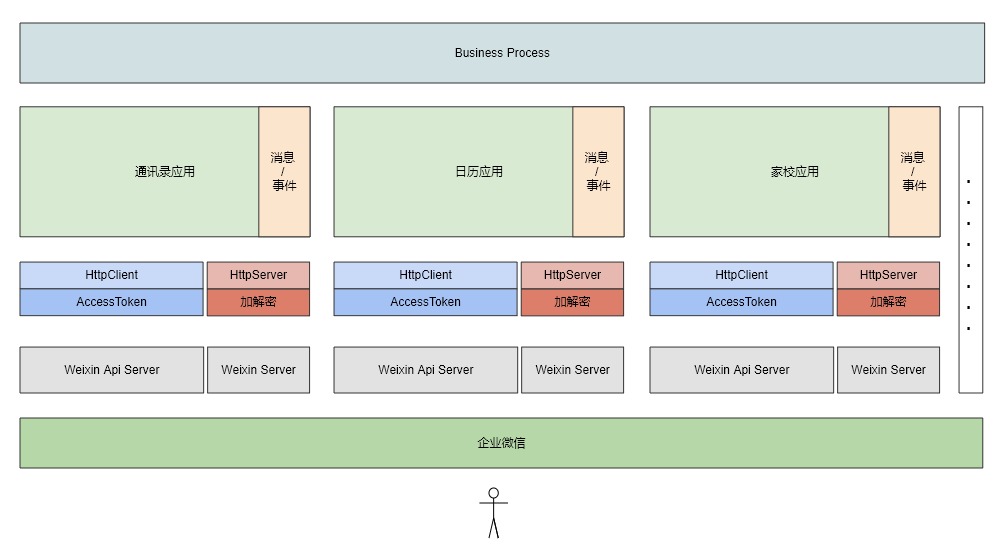 Business Process
通讯录应用
消息
/
事件
日历应用
消息
/
事件
家校应用
消息
/
事件
HttpClient
HttpServer
HttpClient
HttpServer
HttpClient
HttpServer
AccessToken
加解密
AccessToken
加解密
AccessToken
加解密
Weixin Api Server
Weixin Server
Weixin Api Server
Weixin Server
Weixin Api Server
Weixin Server
企业微信